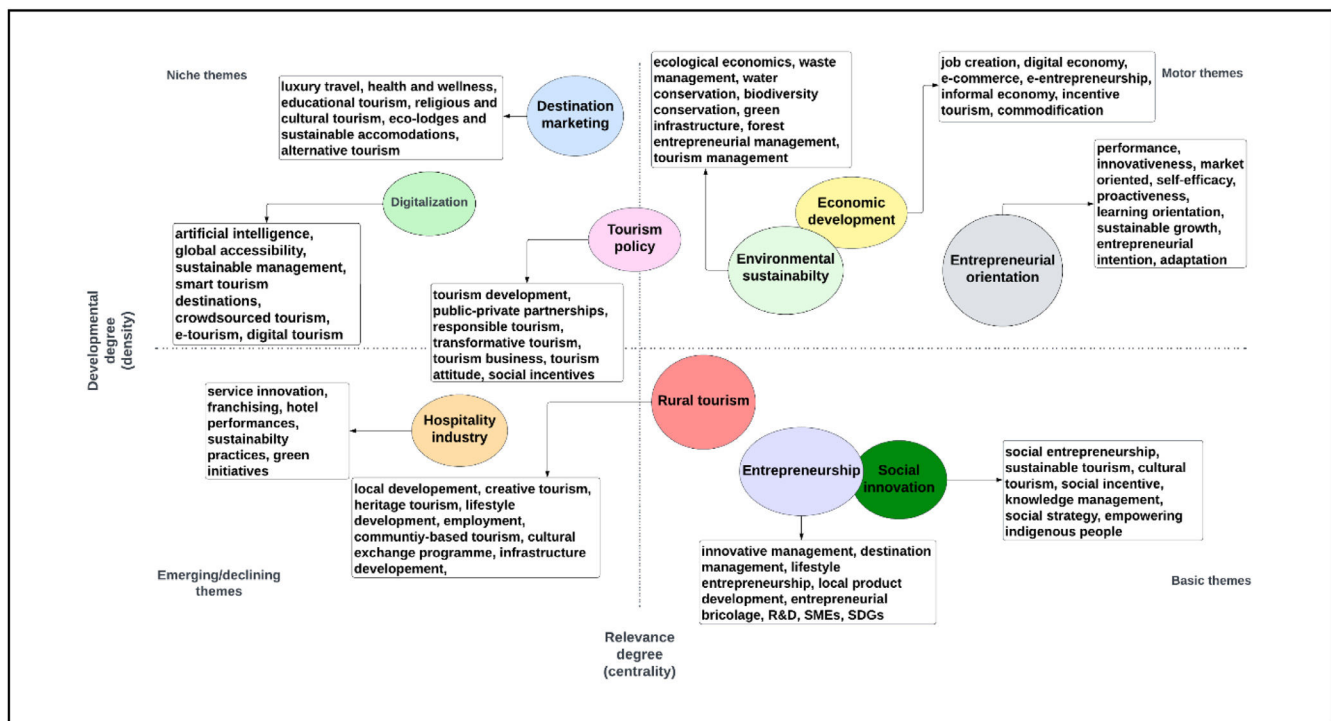 Niche themes
luxury travel, health and wellness,
educational tourism, religious and
cultural tourism, eco-lodges and
sustainable accomodations,
alternative tourism
Destination
marketing
ecological economics, waste
management, water
conservation, biodiversity
conservation, green
infrastructure, forest
entrepreneurial management,
tourism management
job creation, digital economy,
e-commerce, e-entrepreneurship,
informal economy, incentive
tourism, commodification
Motor themes
performance,
innovativeness, market
oriented, self-efficacy,
proactiveness,
learning orientation,
sustainable growth,
entrepreneurial
intention, adaptation
Digitalization
Economic
development
Tourism
policy
Environmental
sustainabilty
Entrepreneurial
orientation
artificial intelligence,
global accessibility,
sustainable management,
smart tourism
destinations,
crowdsourced tourism,
e-tourism, digital tourism
tourism development,
public-private partnerships,
responsible tourism,
transformative tourism,
tourism business, tourism
attitude, social incentives
Developmental
degree
(density)
service innovation,
franchising, hotel
performances,
sustainabilty
practices, green
initiatives
Hospitality
industry
Rural tourism
Entrepreneurship
Social
innovation
social entrepreneurship,
sustainable tourism, cultural
tourism, social incentive,
knowledge management,
social strategy, empowering
indigenous people
local developement, creative tourism,
heritage tourism, lifestyle
development, employment,
communtiy-based tourism, cultural
exchange programme, infrastructure
developement,
innovative management, destination
management, lifestyle
entrepreneurship, local product
development, entrepreneurial
bricolage, R&D, SMEs, SDGs
Emerging/declining
themes
Basic themes
Relevance
degree
(centrality)